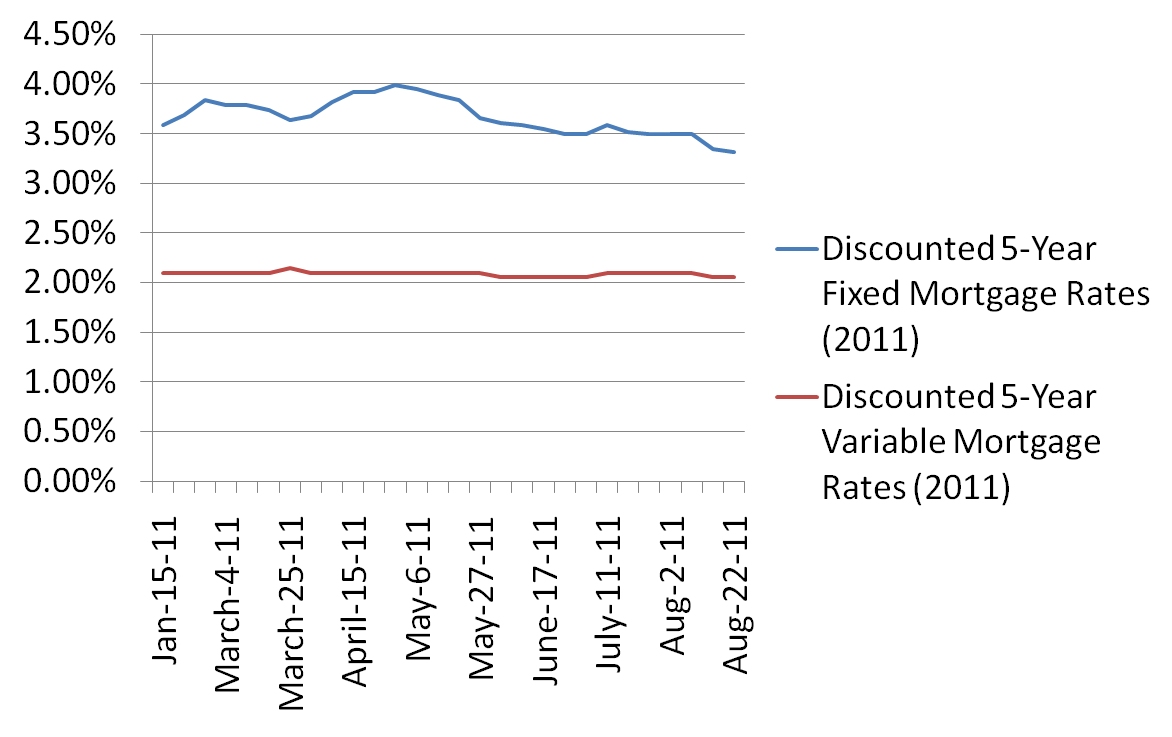 4.50%
4.00%
3.50%
3.00%
2.50%
2.00%
1.50%
1.00%
0.50%
0.00%
Jan-15-11
March-4-11
March-25-11
April-15-11
May-6-11
May-27-11
June-17-11
July-11-11
Aug-2-11
Aug-22-11
Discounted 5-Year
Fixed Mortgage Rates
(2011)
Discounted 5-Year
Variable Mortgage
Rates (2011)